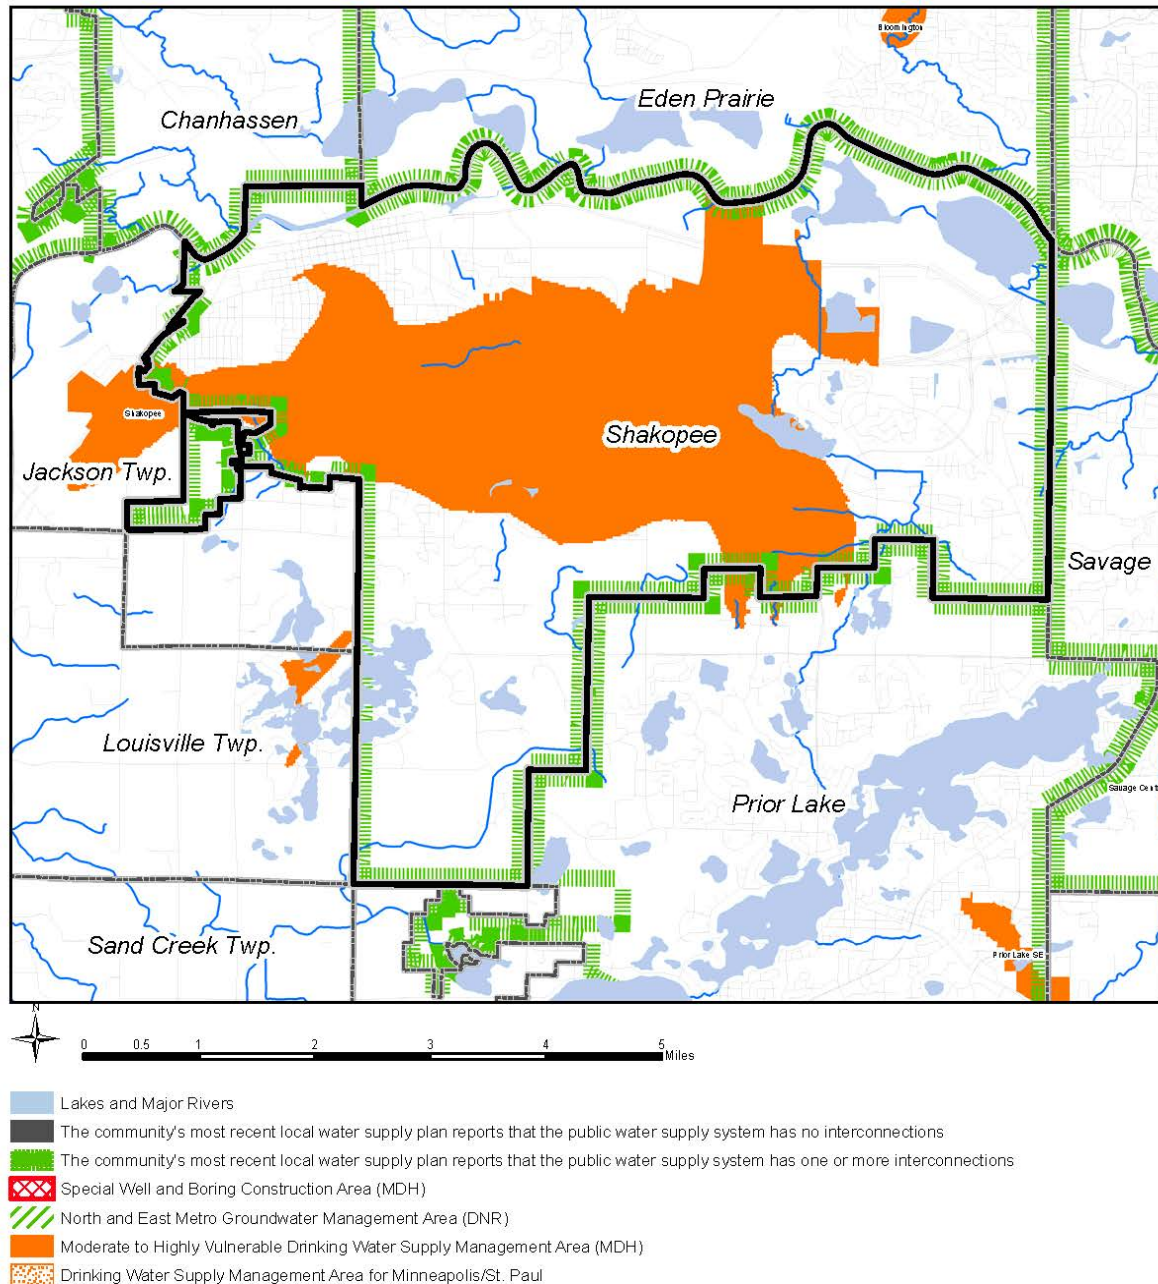 Bloomington
Eden Prairie
Chanhassen
Shakopee
Shakopee
Jackson Twp.
Savage
Louisville Twp.
Prior Lake
Sand Creek Twp.
Prior Lake SE
N
0 0.5 1 2 3 4 5
Miles
Lakes and Major Rivers
The community's most recent local water supply plan reports that the public water supply system has no interconnections
The community's most recent local water supply plan reports that the public water supply system has one or more interconnections
Special Well and Boring Construction Area (MDH)
North and East Metro Groundwater Management Area (DNR)
Moderate to Highly Vulnerable Drinking Water Supply Management Area (MDH)
Drinking Water Supply Management Area for Minneapolis/St. Paul